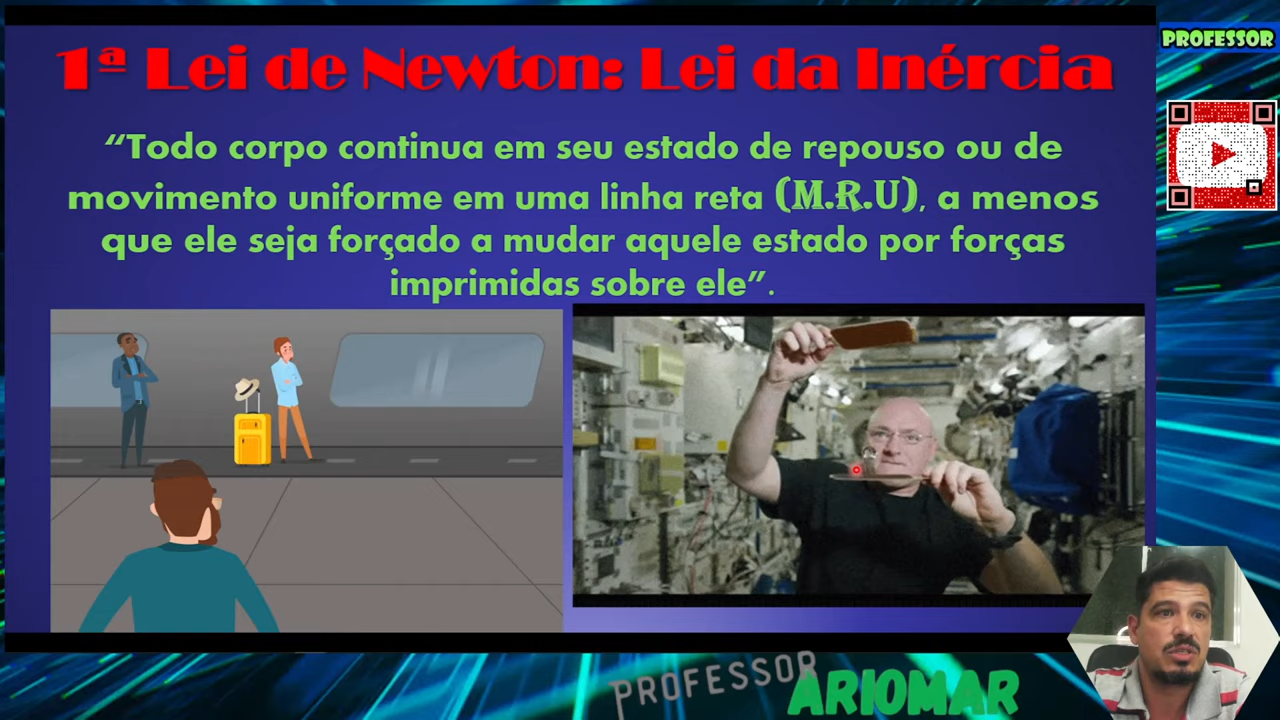 1ª Lei de Newton: Lei da Inércia
PROFESSOR
“Todo corpo continua em seu estado de repouso ou de
movimento uniforme em uma linha reta (M.R.U), a menos
que ele seja forçado a mudar aquele estado por forças
imprimidas sobre ele”.
PROFESSOR
ARIOMAR